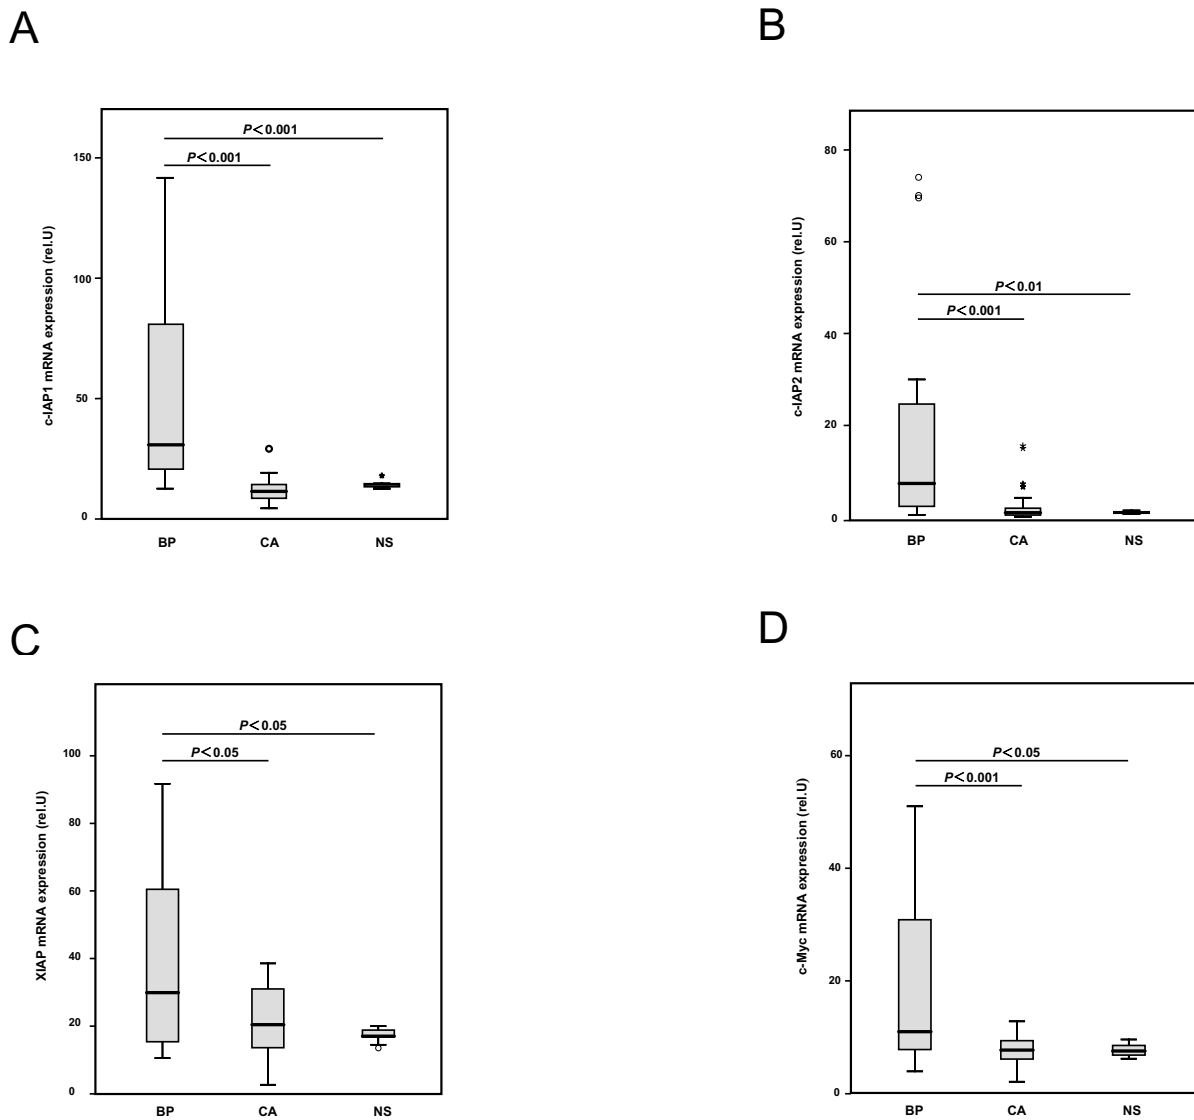 A
B
P<0.001
P<0.001
150
100
50
0
c-IAP1 mRNA expression (rel.U)
BP CA NS
80
60
40
20
0
P<0.01
P<0.001
c-IAP2 mRNA expression (rel.U)
BP CA NS
C
D
P<0.05
P<0.05
100
80
60
40
20
0
XIAP mRNA expression (rel.U)
BP CA NS
P<0.05
P<0.001
60
40
20
0
c-Myc mRNA expression (rel.U)
BP CA NS